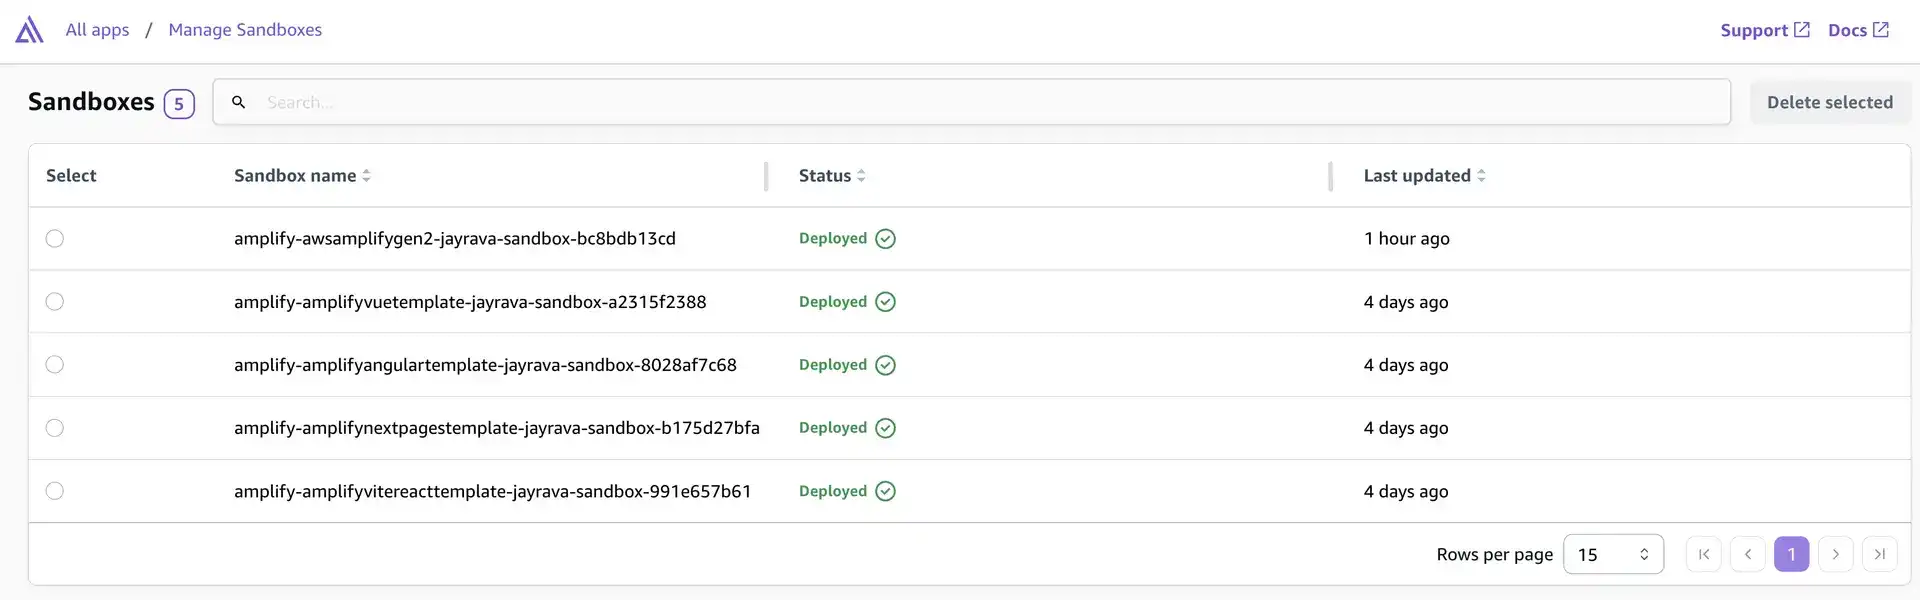 All apps / Manage Sandboxes Support Docs
Sandboxes 5 Search... Delete selected
Select Sandbox name Status Last updated
amplify-awsamplifygen2-jayrava-sandbox-bc8bdb13cd Deployed 1 hour ago
amplify-amplifyvuetemplate-jayrava-sandbox-a2315f2388 Deployed 4 days ago
amplify-amplifyangulartemplate-jayrava-sandbox-8028af7c68 Deployed 4 days ago
amplify-amplifynextpagestemplate-jayrava-sandbox-b175d27bfa Deployed 4 days ago
amplify-amplifyvitereacttemplate-jayrava-sandbox-991e657b61 Deployed 4 days ago
Rows per page 15 1